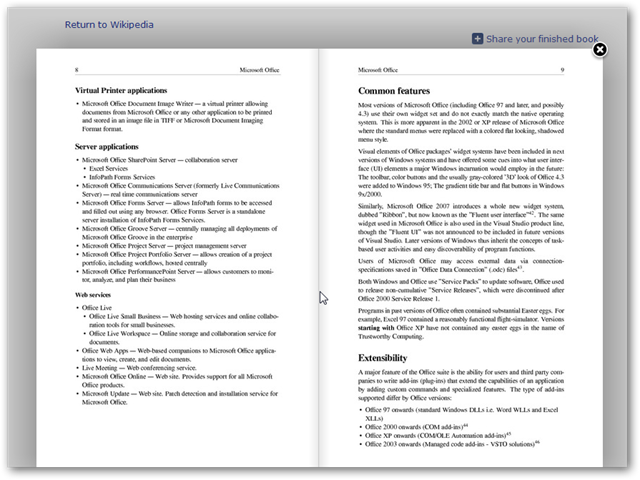 Return to Wikipedia
Share your finished book
8 Microsoft Office
Virtual Printer applications
• Microsoft Office Document Image Writer — a virtual printer allowing
documents from Microsoft Office or any other application to be printed
and stored in an image file in TIFF or Microsoft Document Imaging
Format format.
Server applications
• Microsoft Office SharePoint Server — collaboration server
• Excel Services
• InfoPath Forms Services
• Microsoft Office Communications Server (formerly Live Communications
Server) — real time communications server
• Microsoft Office Forms Server — allows InfoPath forms to be accessed
and filled out using any browser. Office Forms Server is a standalone
server installation of InfoPath Forms Services.
• Microsoft Office Groove Server — centrally managing all deployments of
Microsoft Office Groove in the enterprise
• Microsoft Office Project Server — project management server
• Microsoft Office Project Portfolio Server — allows creation of a project
portfolio, including workflows, hosted centrally
• Microsoft Office PerformancePoint Server — allows customers to moni-
tor, analyze, and plan their business
Web services
• Office Live
• Office Live Small Business — Web hosting services and online collabo-
ration tools for small businesses.
• Office Live Workspace — Online storage and collaboration service for
documents.
• Office Web Apps — Web-based companions to Microsoft Office applica-
tions to view, create, and edit documents.
• Live Meeting — Web conferencing service.
• Microsoft Office Online — Web site. Provides support for all Microsoft
Office products.
• Microsoft Update — Web site. Patch detection and installation service for
Microsoft Office.
Microsoft Office 9
Common features
Most versions of Microsoft Office (including Office 97 and later, and possibly
4.3) use their own widget set and do not exactly match the native operating
system. This is more apparent in the 2002 or XP release of Microsoft Office
where the standard menus were replaced with a colored flat looking, shadowed
menu style.
Visual elements of Office packages' widget systems have been included in next
versions of Windows systems and have offered some cues into what user inter-
face (UI) elements a major Windows incarnation would employ in the future:
The toolbar, color buttons and the usually gray-colored '3D' look of Office 4.3
were added to Windows 95; The gradient title bar and flat buttons in Windows
9x/2000.
Similarly, Microsoft Office 2007 introduces a whole new widget system,
dubbed "Ribbon", but now known as the "Fluent user interface"42. The same
widget used in Microsoft Office is also used in the Visual Studio product line,
though the "Fluent UI" was not announced to be included in future versions
of Visual Studio. Later versions of Windows thus inherit the concepts of task-
based user activities and easy discoverability of program functions.
Users of Microsoft Office may access external data via connection-
specifications saved in "Office Data Connection" (.odc) files43.
Both Windows and Office use "Service Packs" to update software, Office used
to release non-cumulative "Service Releases", which were discontinued after
Office 2000 Service Release 1.
Programs in past versions of Office often contained substantial Easter eggs. For
example, Excel 97 contained a reasonably functional flight-simulator. Versions
starting with Office XP have not contained any easter eggs in the name of
Trustworthy Computing.
Extensibility
A major feature of the Office suite is the ability for users and third party com-
panies to write add-ins (plug-ins) that extend the capabilities of an application
by adding custom commands and specialized features. The type of add-ins
supported differ by Office versions:
• Office 97 onwards (standard Windows DLLs i.e. Word WLLs and Excel
XLLs)
• Office 2000 onwards (COM add-ins)44
• Office XP onwards (COM/OLE Automation add-ins)45
• Office 2003 onwards (Managed code add-ins - VSTO solutions)46